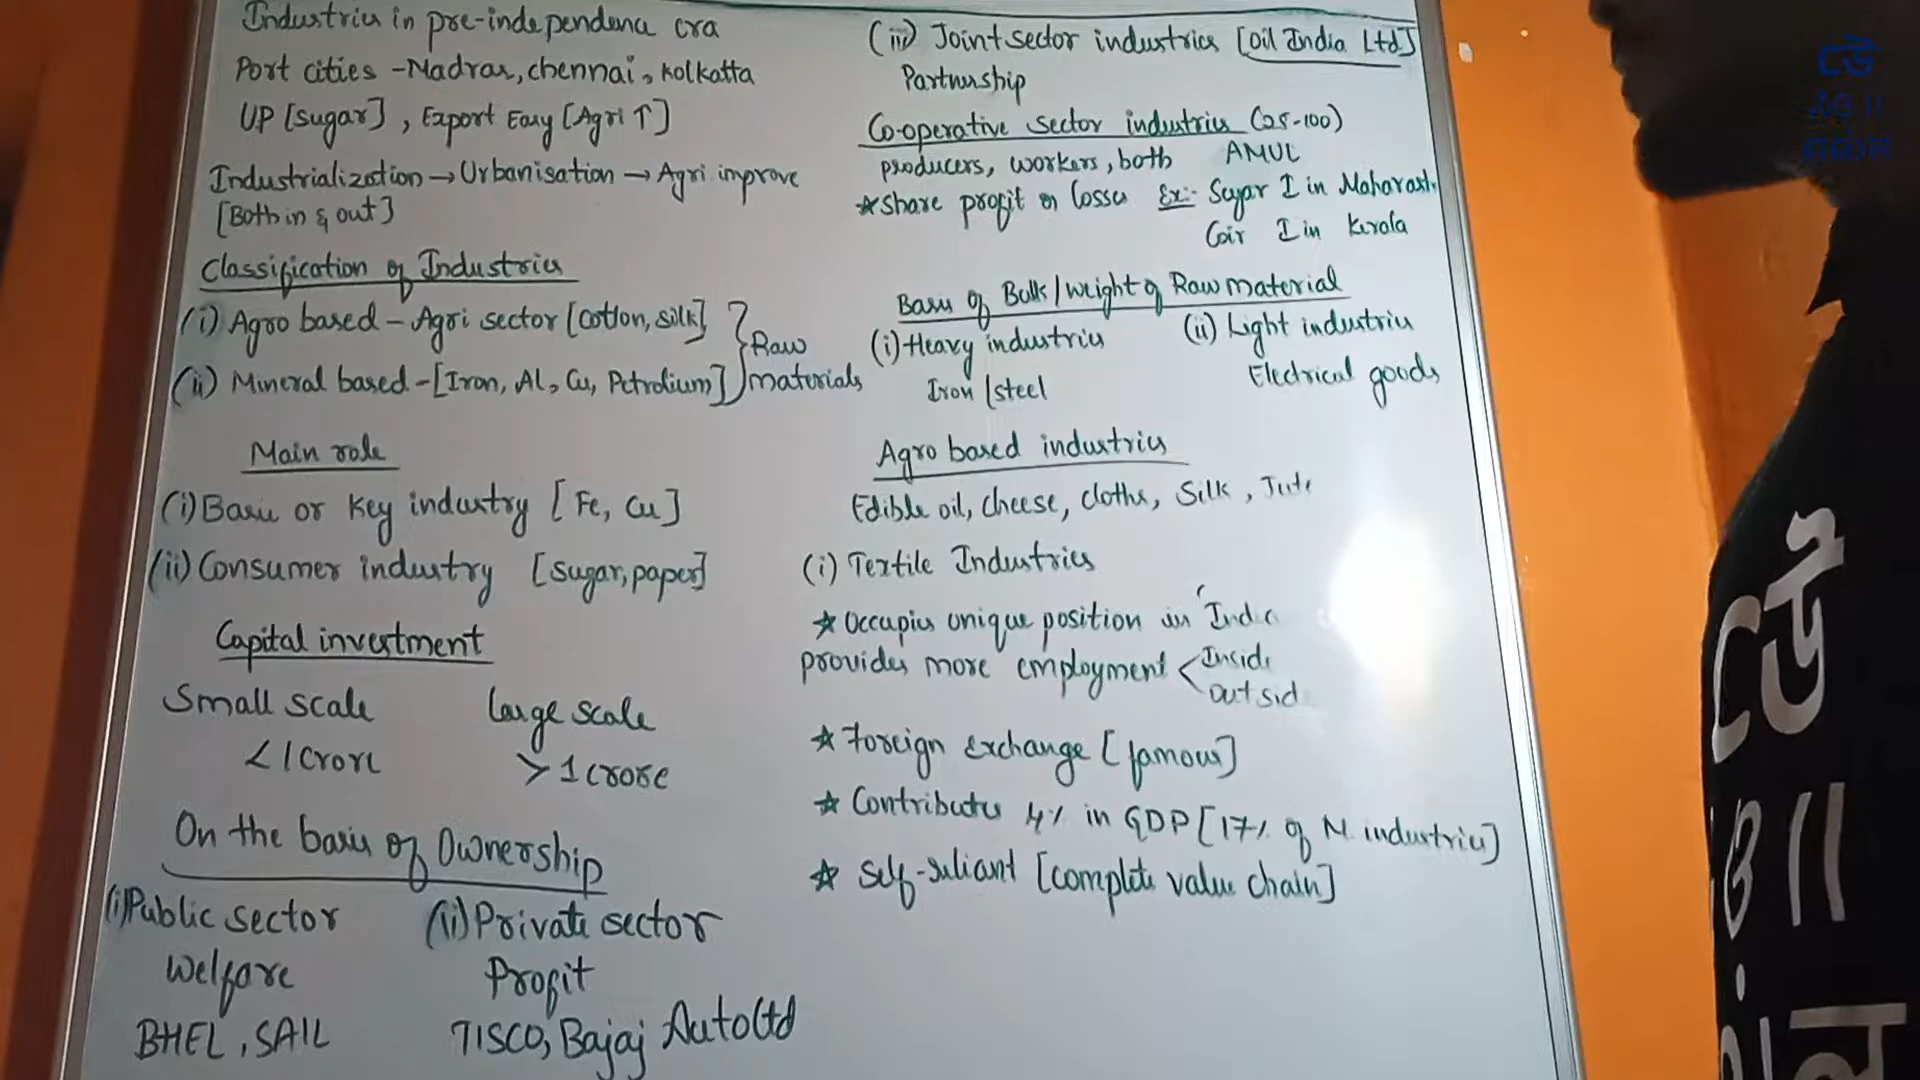 Industries in pre-independence era
Port cities - Madras, chennai, Kolkatta
UP [sugar], Export Easy [Agri ↑]
Industrialization → Urbanisation → Agri improve
[Both in & out]
Classification of Industries
(i) Agro based - Agri sector [cotton, silk]
(ii) Mineral based - [Iron, Al, Cu, Petrolium]
Raw
materials
Main role
(i) Basic or Key industry [Fe, Cu]
(ii) Consumer industry [sugar, paper]
Capital investment
Small scale Large scale
< 1 crore > 1 crore
On the basis of Ownership
(i) Public sector (ii) Private sector
Welfare Profit
BHEL, SAIL TISCO, Bajaj Auto Ltd
(iii) Joint sector industries [Oil India Ltd]
Partnership
Co-operative sector industries (25-100)
producers, workers, both AMUL
* share profit or losses Ex:- Sugar I in Maharasht
Coir I in Kerala
Basis of Bulk/weight of Raw material
(i) Heavy industries (ii) Light industries
Iron/steel Electrical goods
Agro based industries
Edible oil, cheese, cloths, Silk, Jute
(i) Textile Industries
* Occupies unique position in India
provides more employment < Inside
outsid
* Foreign Exchange [famous]
* Contributes 4% in GDP [17% of M. industries]
* Self-reliant [complete value chain]